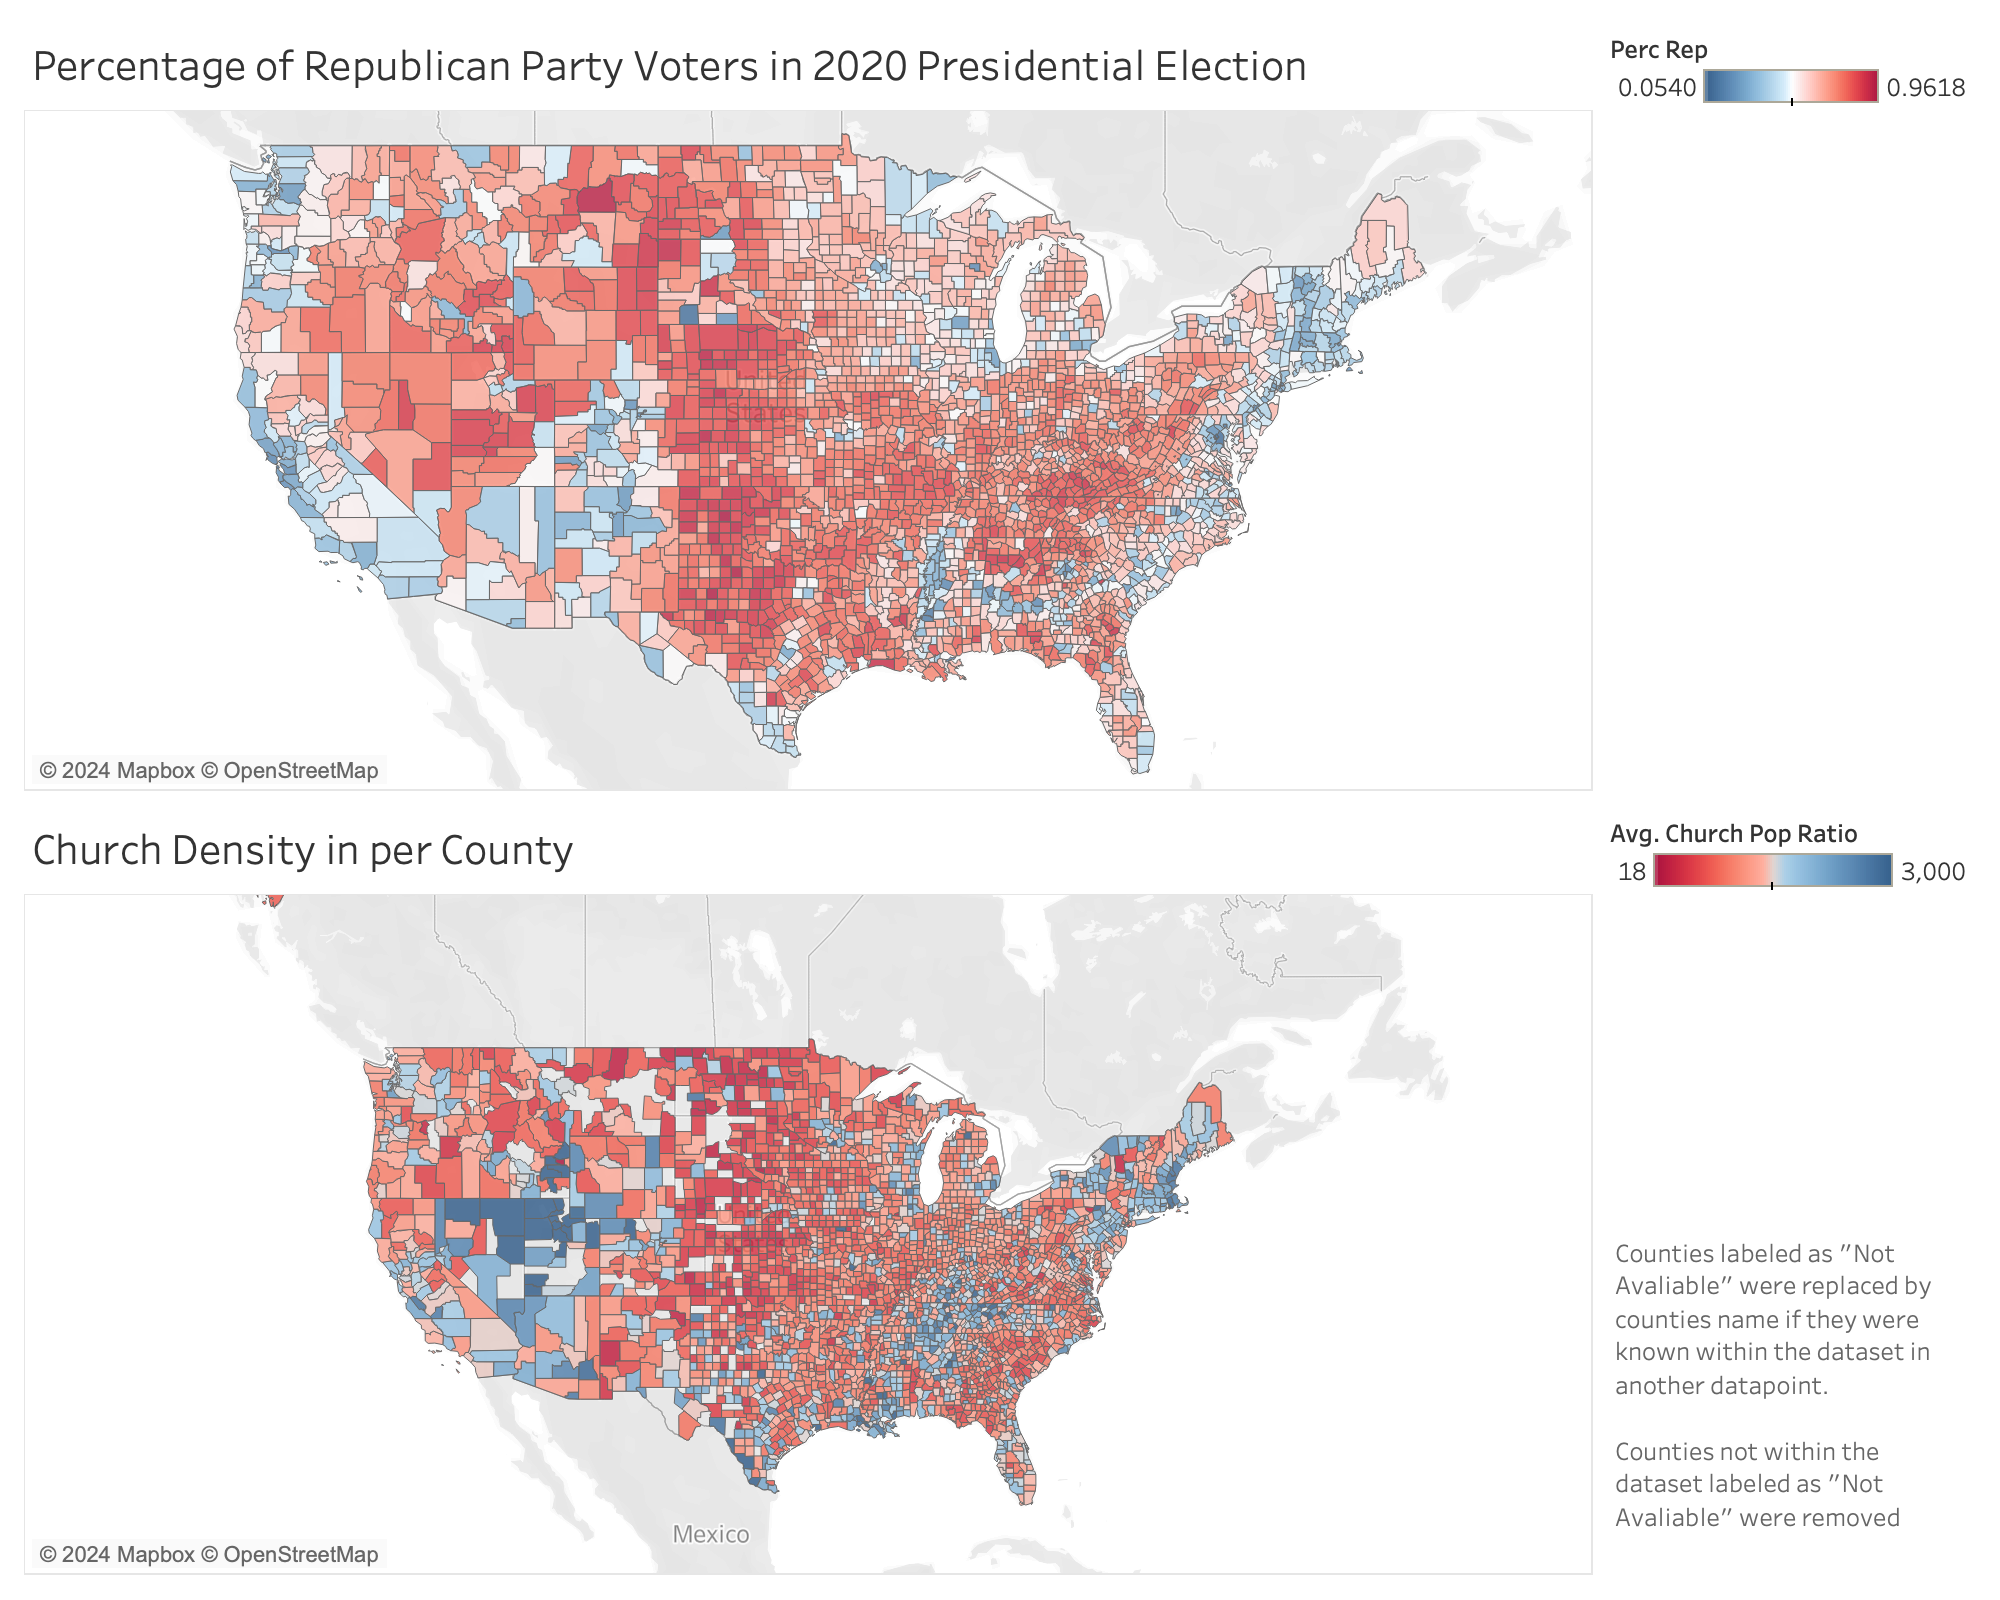 Percentage of Republican Party Voters in 2020 Presidential Election
Perc Rep
0.0540 0.9618
United
States
© 2024 Mapbox © OpenStreetMap
Church Density in per County
Avg. Church Pop Ratio
18 3,000
Counties labeled as "Not
Avaliable" were replaced by
counties name if they were
known within the dataset in
another datapoint.
Counties not within the
dataset labeled as "Not
Avaliable" were removed
Mexico
© 2024 Mapbox © OpenStreetMap